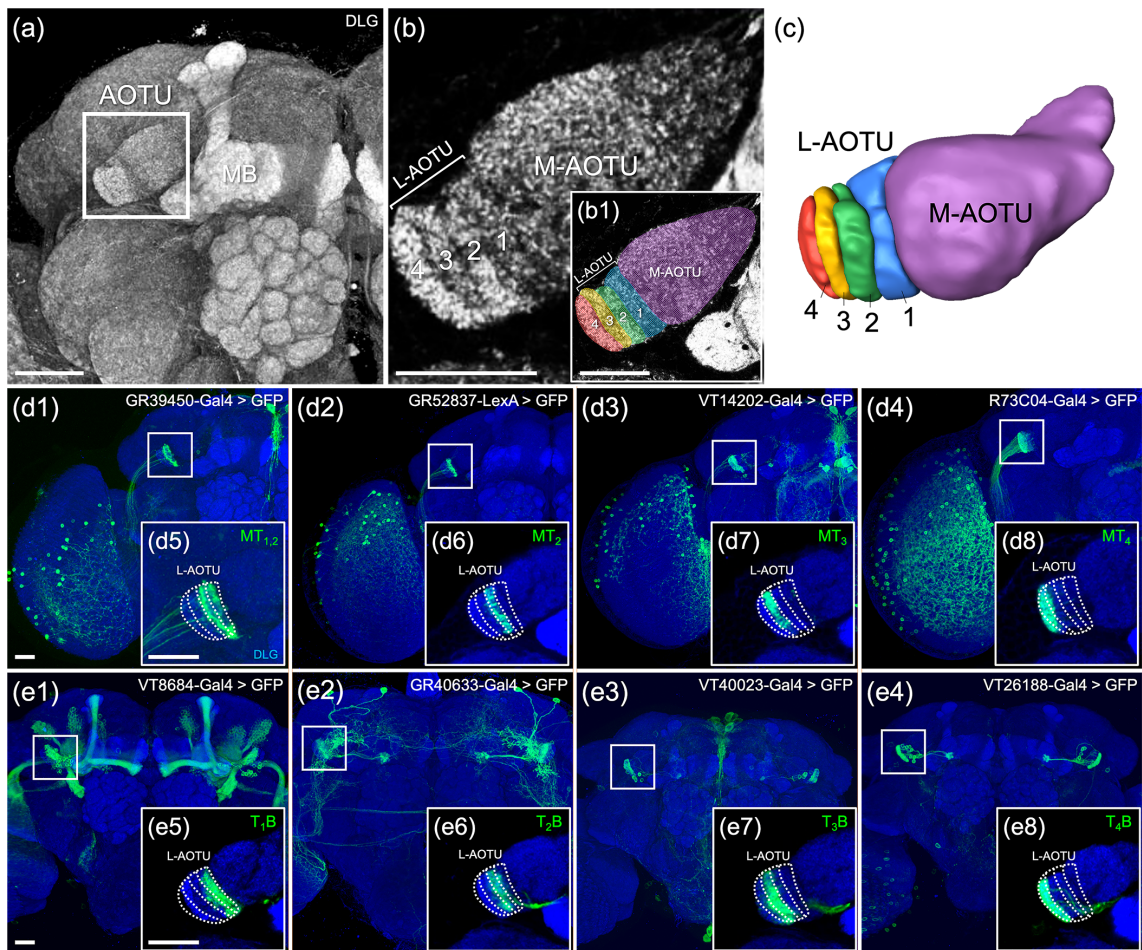 (a)
DLG
AOTU
MB
(b)
L-AOTU
M-AOTU
1
2
3
4
(b1)
L-AOTU
M-AOTU
1
2
3
4
(c)
L-AOTU
M-AOTU
4
3
2
1
(d1)
GR39450-Gal4 > GFP
(d5)
MT1,2
L-AOTU
DLG
(d2)
GR52837-LexA > GFP
(d6)
MT2
L-AOTU
(d3)
VT14202-Gal4 > GFP
(d7)
MT3
L-AOTU
(d4)
R73C04-Gal4 > GFP
(d8)
MT4
L-AOTU
(e1)
VT8684-Gal4 > GFP
(e5)
T1B
L-AOTU
(e2)
GR40633-Gal4 > GFP
(e6)
T2B
L-AOTU
(e3)
VT40023-Gal4 > GFP
(e7)
T3B
L-AOTU
(e4)
VT26188-Gal4 > GFP
(e8)
T4B
L-AOTU